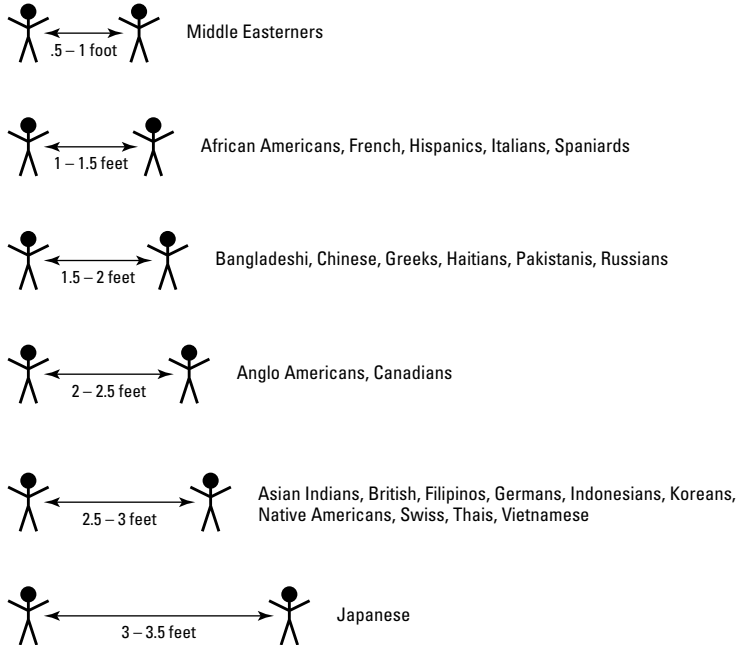 Middle Easterners
.5 – 1 foot
African Americans, French, Hispanics, Italians, Spaniards
1 – 1.5 feet
Bangladeshi, Chinese, Greeks, Haitians, Pakistanis, Russians
1.5 – 2 feet
Anglo Americans, Canadians
2 – 2.5 feet
Asian Indians, British, Filipinos, Germans, Indonesians, Koreans,
Native Americans, Swiss, Thais, Vietnamese
2.5 – 3 feet
Japanese
3 – 3.5 feet